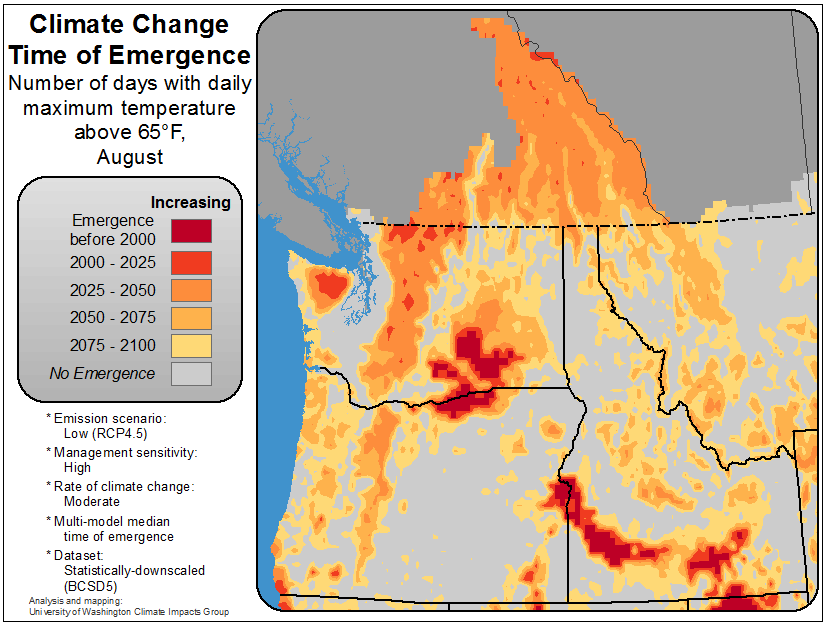 Climate Change
Time of Emergence
Number of days with daily
maximum temperature
above 65°F,
August
Increasing
Emergence
before 2000
2000 - 2025
2025 - 2050
2050 - 2075
2075 - 2100
No Emergence
* Emission scenario:
Low (RCP4.5)
* Management sensitivity:
High
* Rate of climate change:
Moderate
* Multi-model median
time of emergence
* Dataset:
Statistically-downscaled
(BCSD5)
Analysis and mapping:
University of Washington Climate Impacts Group